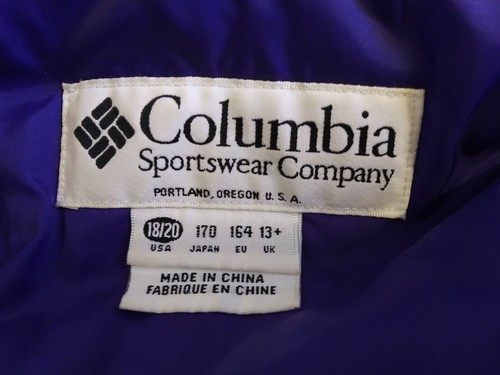 Columbia
Sportswear Company
PORTLAND, OREGON U. S. A.
18/20 170 164 13+
USA JAPAN EU UK
MADE IN CHINA
FABRIQUE EN CHINE